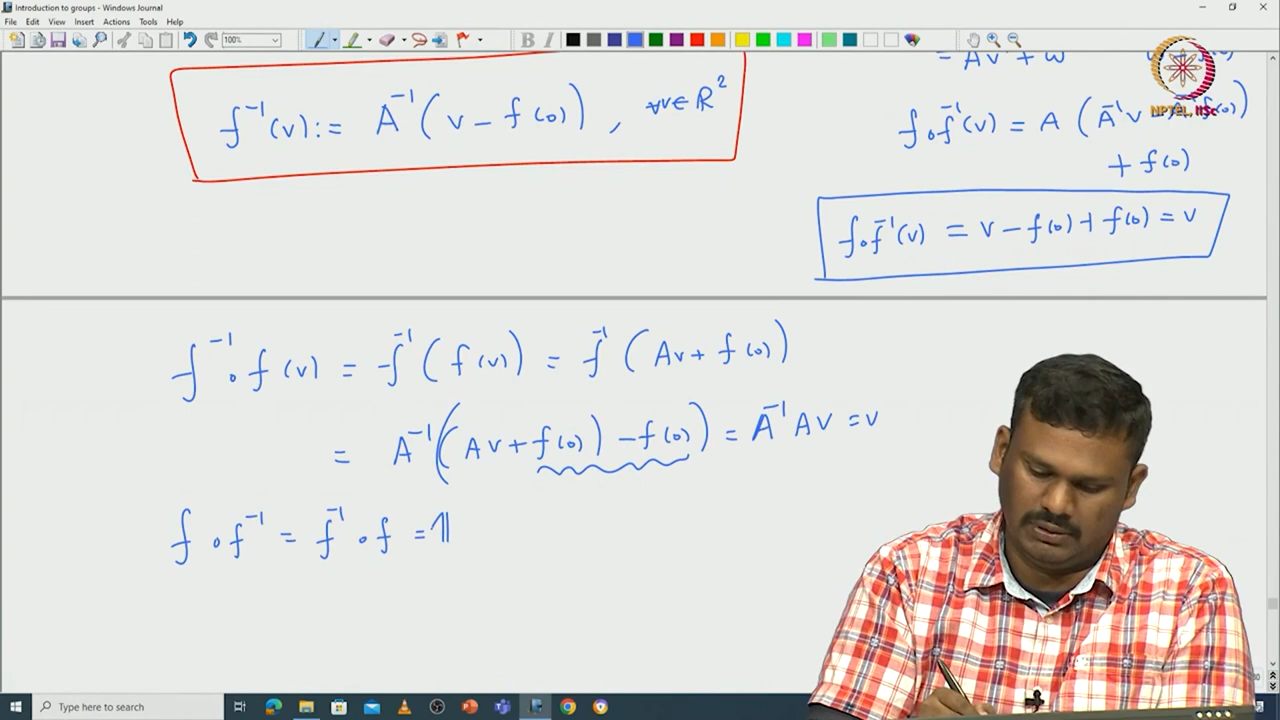 Introduction to groups - Windows Journal
File Edit View Insert Actions Tools Help
100%
B I
f⁻¹(v) := A⁻¹(v − f(0)), ∀v∈ℝ²
= Av + w
NPTEL, IISc
f∘f⁻¹(v) = A (A⁻¹v f(0))
+ f(0)
f∘f⁻¹(v) = v − f(0) + f(0) = v
f⁻¹∘f(v) = f⁻¹(f(v)) = f⁻¹(Av + f(0))
= A⁻¹((Av + f(0)) − f(0)) = A⁻¹Av = v
f∘f⁻¹ = f⁻¹∘f = 𝟙
Type here to search